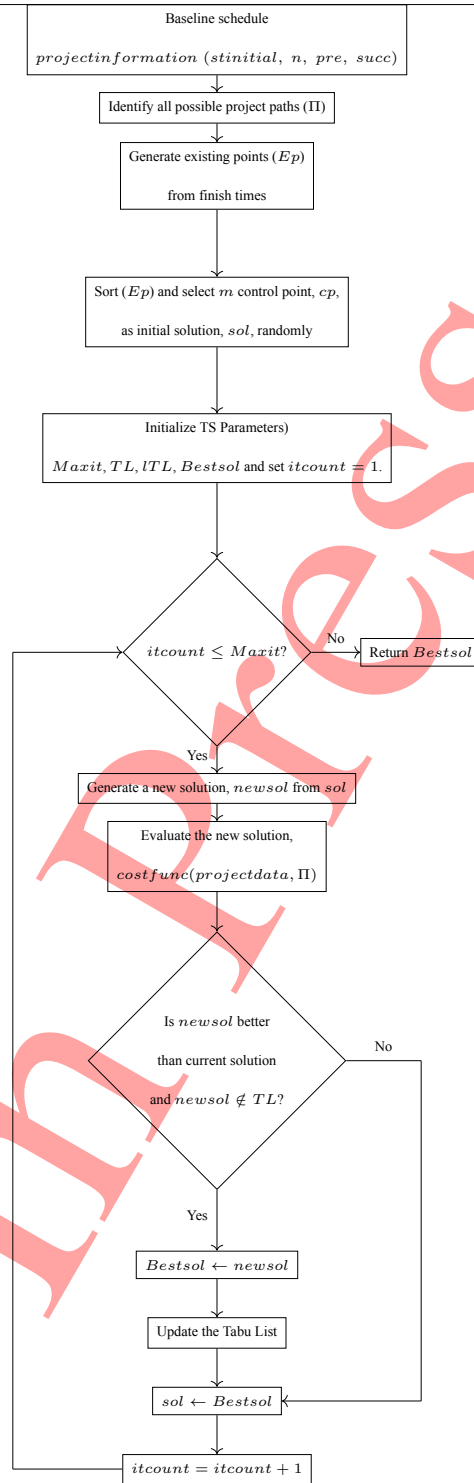 Baseline schedule
projectinformation (stinitial, n, pre, succ)
Identify all possible project paths (Π)
Generate existing points (Ep)
from finish times
Sort (Ep) and select m control point, cp,
as initial solution, sol, randomly
Initialize TS Parameters)
Maxit, TL, lTL, Bestsol and set itcount = 1.
itcount ≤ Maxit?
No
Return Bestsol
Yes
Generate a new solution, newsol from sol
Evaluate the new solution,
costfunc(projectdata, Π)
Is newsol better
than current solution
and newsol ∉ TL?
No
Yes
Bestsol ← newsol
Update the Tabu List
sol ← Bestsol
itcount = itcount + 1
In Press